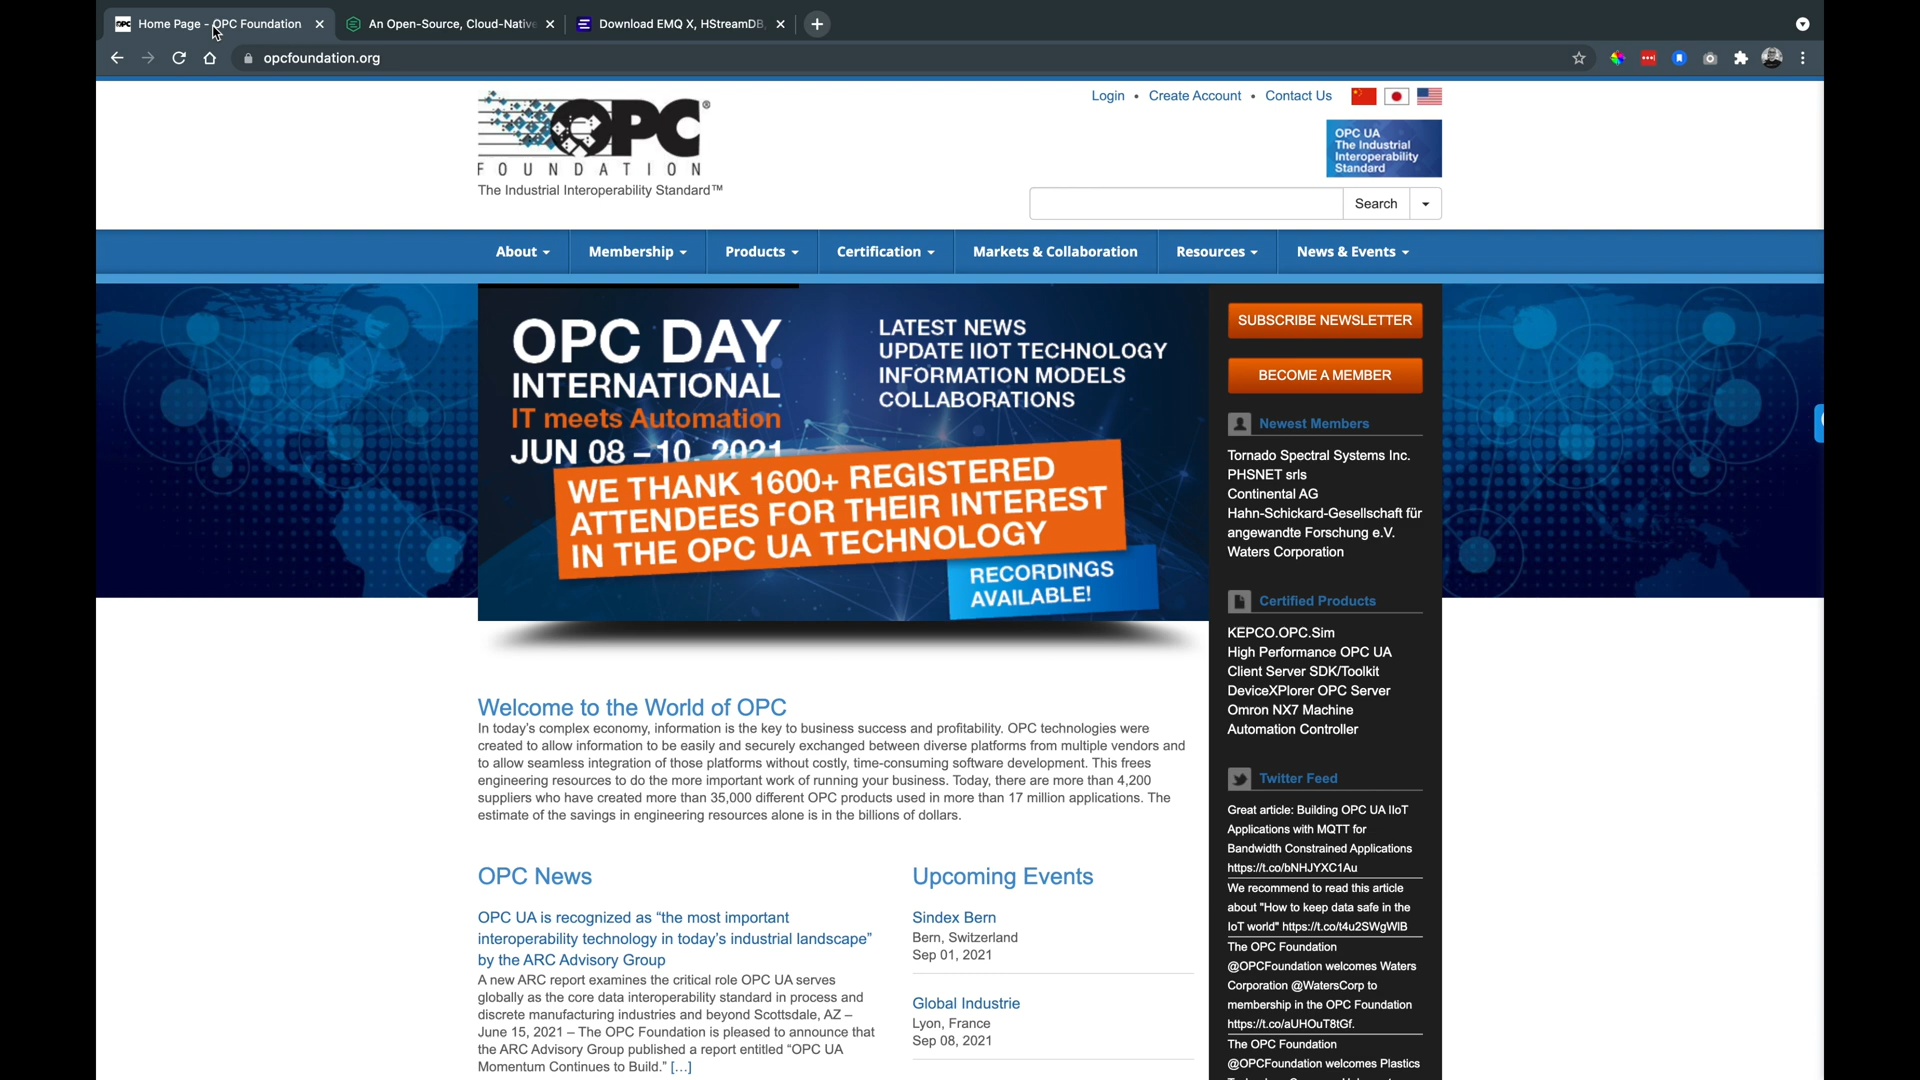 Home Page - OPC Foundation
An Open-Source, Cloud-Native
Download EMQ X, HStreamDB,
opcfoundation.org
Login • Create Account • Contact Us
OPC
FOUNDATION
The Industrial Interoperability Standard™
OPC UA
The Industrial
Interoperability
Standard
Search
About
Membership
Products
Certification
Markets & Collaboration
Resources
News & Events
OPC DAY
INTERNATIONAL
IT meets Automation
JUN 08 – 10, 2021
LATEST NEWS
UPDATE IIOT TECHNOLOGY
INFORMATION MODELS
COLLABORATIONS
WE THANK 1600+ REGISTERED
ATTENDEES FOR THEIR INTEREST
IN THE OPC UA TECHNOLOGY
RECORDINGS
AVAILABLE!
SUBSCRIBE NEWSLETTER
BECOME A MEMBER
Newest Members
Tornado Spectral Systems Inc.
PHSNET srls
Continental AG
Hahn-Schickard-Gesellschaft für
angewandte Forschung e.V.
Waters Corporation
Certified Products
KEPCO.OPC.Sim
High Performance OPC UA
Client Server SDK/Toolkit
DeviceXPlorer OPC Server
Omron NX7 Machine
Automation Controller
Twitter Feed
Great article: Building OPC UA IIoT
Applications with MQTT for
Bandwidth Constrained Applications
https://t.co/bNHJYXC1Au
We recommend to read this article
about "How to keep data safe in the
IoT world" https://t.co/t4u2SWgWlB
The OPC Foundation
@OPCFoundation welcomes Waters
Corporation @WatersCorp to
membership in the OPC Foundation
https://t.co/aUHOuT8tGf.
The OPC Foundation
@OPCFoundation welcomes Plastics
Welcome to the World of OPC
In today's complex economy, information is the key to business success and profitability. OPC technologies were
created to allow information to be easily and securely exchanged between diverse platforms from multiple vendors and
to allow seamless integration of those platforms without costly, time-consuming software development. This frees
engineering resources to do the more important work of running your business. Today, there are more than 4,200
suppliers who have created more than 35,000 different OPC products used in more than 17 million applications. The
estimate of the savings in engineering resources alone is in the billions of dollars.
OPC News
OPC UA is recognized as “the most important
interoperability technology in today's industrial landscape”
by the ARC Advisory Group
A new ARC report examines the critical role OPC UA serves
globally as the core data interoperability standard in process and
discrete manufacturing industries and beyond Scottsdale, AZ –
June 15, 2021 – The OPC Foundation is pleased to announce that
the ARC Advisory Group published a report entitled “OPC UA
Momentum Continues to Build.” [...]
Upcoming Events
Sindex Bern
Bern, Switzerland
Sep 01, 2021
Global Industrie
Lyon, France
Sep 08, 2021